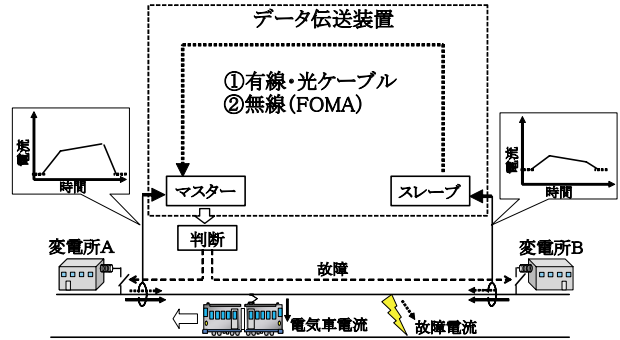 データ伝送装置
①有線・光ケーブル
②無線(FOMA)
電流
時間
電流
時間
マスター
スレーブ
判断
変電所A
変電所B
故障
電気車電流
故障電流